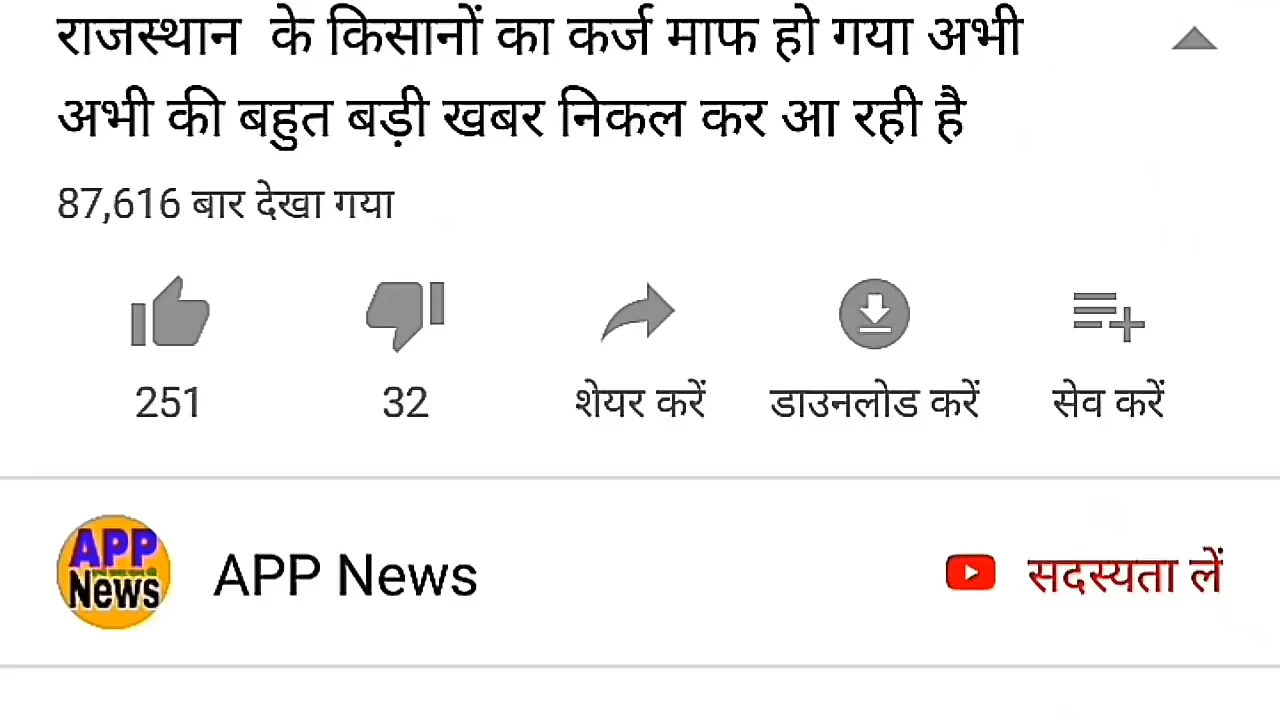 राजस्थान के किसानों का कर्ज माफ हो गया अभी
अभी की बहुत बड़ी खबर निकल कर आ रही है
87,616 बार देखा गया
251 32 शेयर करें डाउनलोड करें सेव करें
APP
News
APP News सदस्यता लें